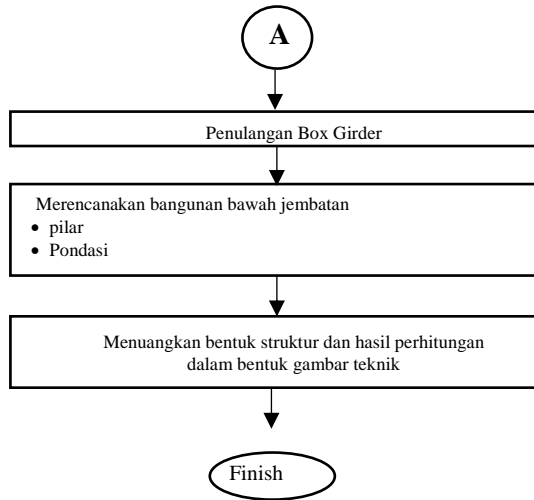 A
Penulangan Box Girder
Merencanakan bangunan bawah jembatan
• pilar
• Pondasi
Menuangkan bentuk struktur dan hasil perhitungan
dalam bentuk gambar teknik
Finish